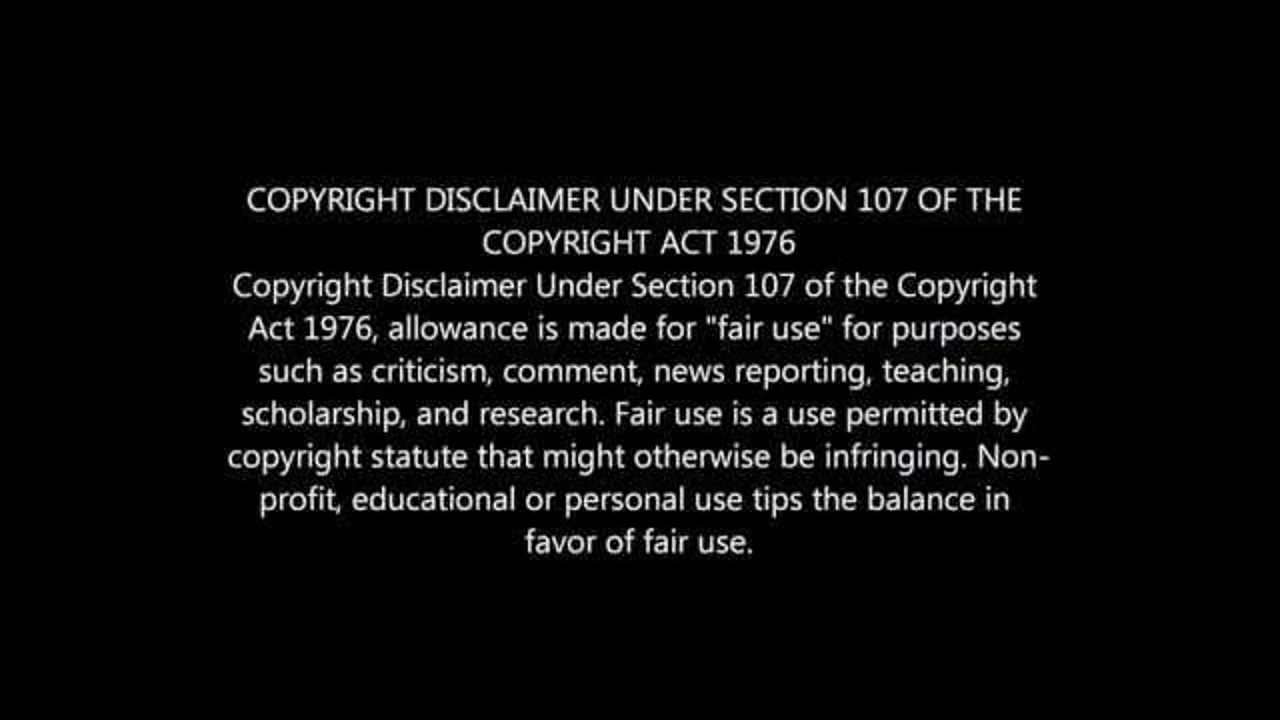 COPYRIGHT DISCLAIMER UNDER SECTION 107 OF THE
COPYRIGHT ACT 1976
Copyright Disclaimer Under Section 107 of the Copyright
Act 1976, allowance is made for "fair use" for purposes
such as criticism, comment, news reporting, teaching,
scholarship, and research. Fair use is a use permitted by
copyright statute that might otherwise be infringing. Non-
profit, educational or personal use tips the balance in
favor of fair use.